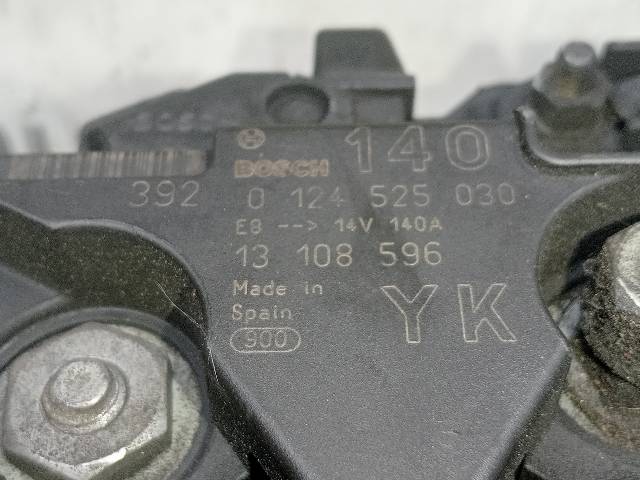 BOSCH 140
392 0 124 525 030
E8 --> 14V 140A
13 108 596
Made in
Spain YK
900